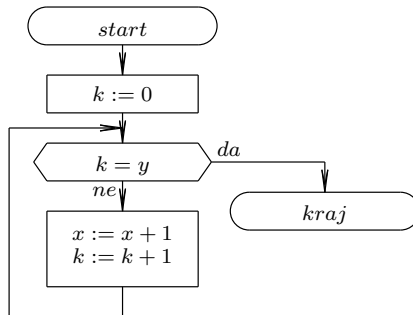 start
k := 0
k = y
da
ne
x := x + 1
k := k + 1
kraj